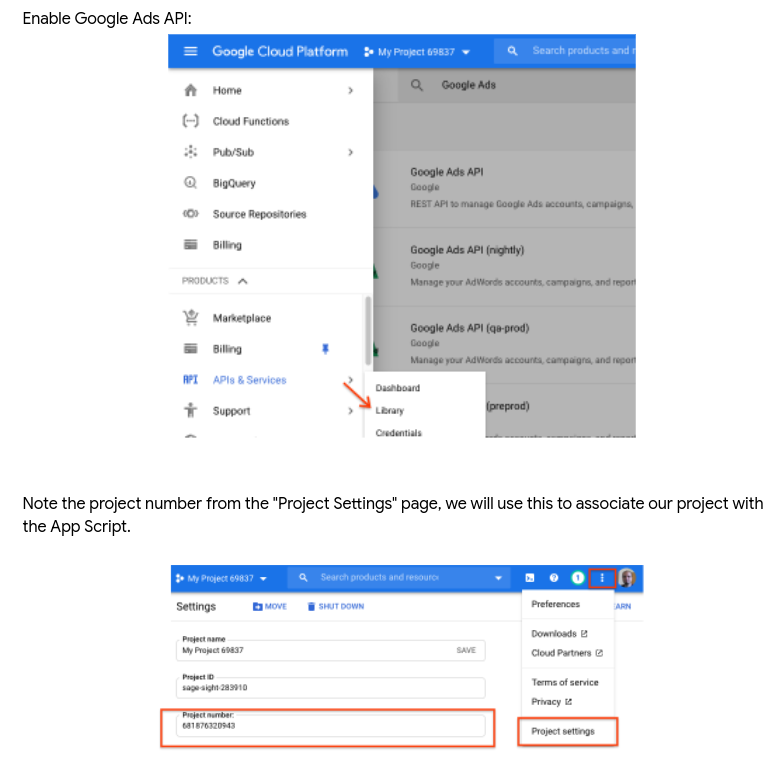 Enable Google Ads API:
Google Cloud Platform My Project 69837 Search products and r
Home
Google Ads
Cloud Functions
Pub/Sub
BigQuery
Source Repositories
Billing
PRODUCTS
Marketplace
Billing
API APIs & Services
Support
Google Ads API
Google
REST API to manage Google Ads accounts, campaigns,
Google Ads API (nightly)
Google
Manage your AdWords accounts, campaigns, and report
Google Ads API (qa-prod)
Google
Manage your AdWords accounts, campaigns, and report
(preprod)
Dashboard
Library
Credentials
Note the project number from the "Project Settings" page, we will use this to associate our project with
the App Script.
My Project 69837 Search products and resourc 1
Settings MOVE SHUT DOWN
ARN
Project name
My Project 69837 SAVE
Project ID
sage-sight-283910
Project number:
681876320943
Preferences
Downloads
Cloud Partners
Terms of service
Privacy
Project settings